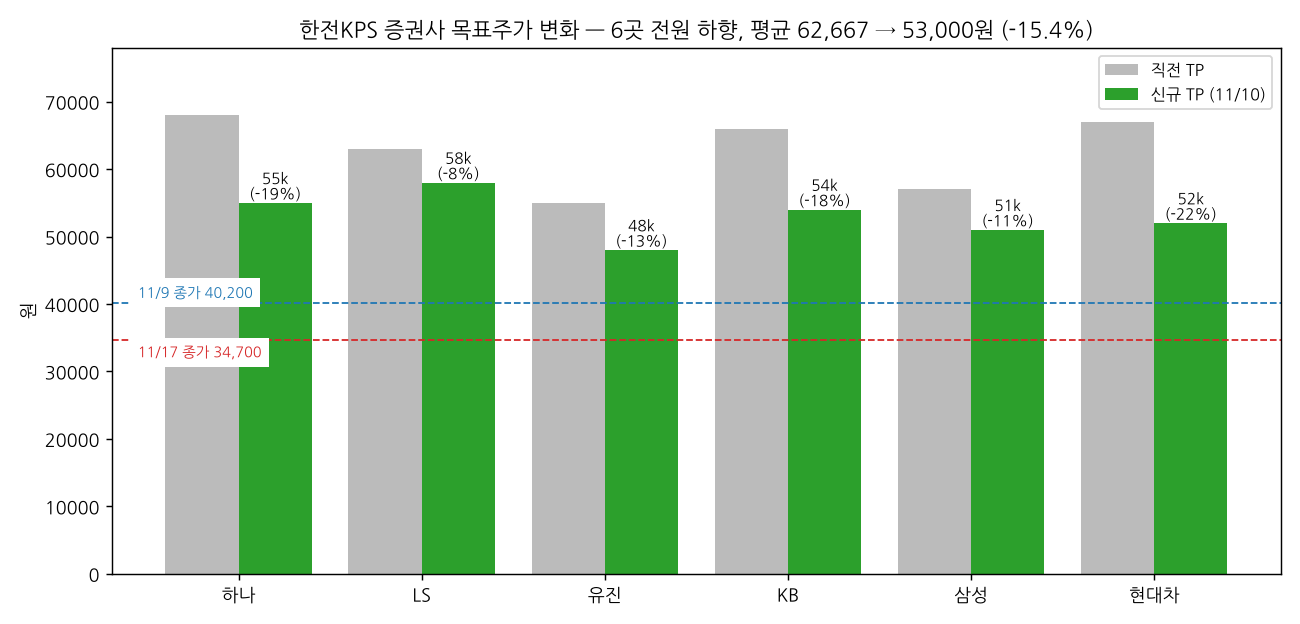 한전KPS 증권사 목표주가 변화 — 6곳 전원 하향, 평균 62,667 → 53,000원 (-15.4%)
직전 TP
신규 TP (11/10)
원
70000
60000
50000
40000
30000
20000
10000
0
55k
(-19%)
58k
(-8%)
48k
(-13%)
54k
(-18%)
51k
(-11%)
52k
(-22%)
11/9 종가 40,200
11/17 종가 34,700
하나
LS
유진
KB
삼성
현대차